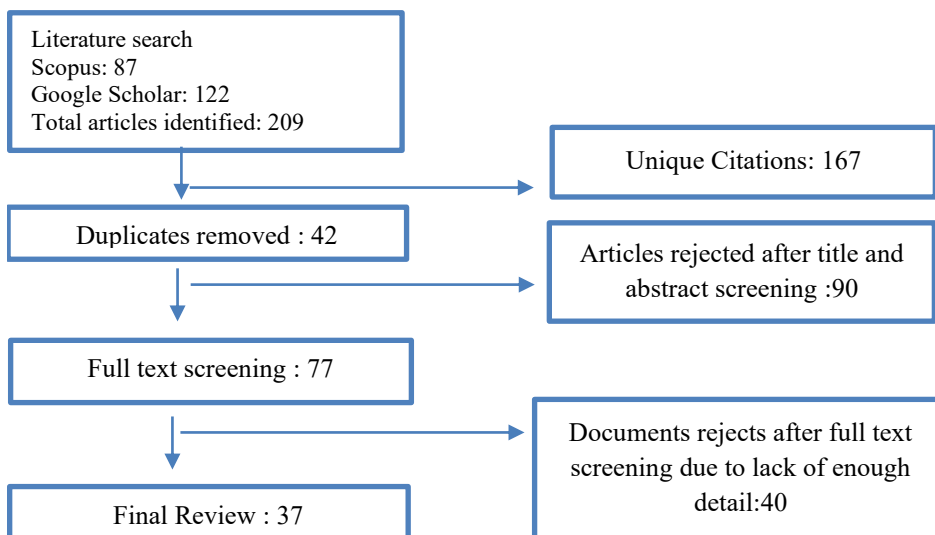 Literature search
Scopus: 87
Google Scholar: 122
Total articles identified: 209
Unique Citations: 167
Duplicates removed : 42
Articles rejected after title and
abstract screening :90
Full text screening : 77
Documents rejects after full text
screening due to lack of enough
detail:40
Final Review : 37